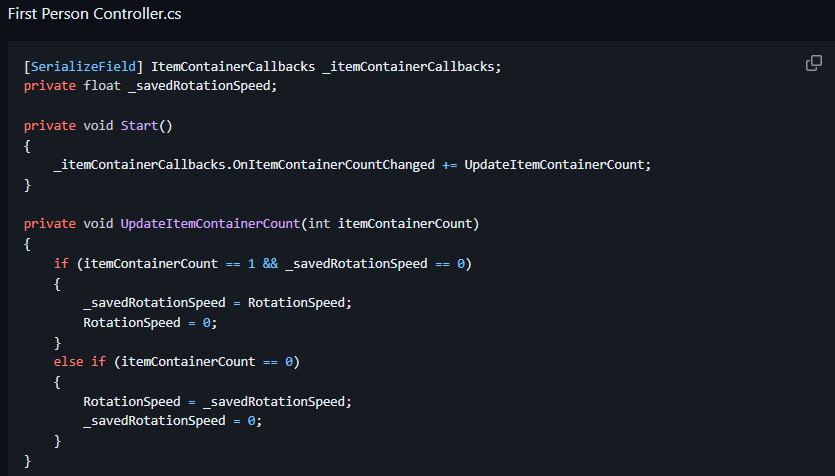 First Person Controller.cs
[SerializeField] ItemContainerCallbacks _itemContainerCallbacks;
private float _savedRotationSpeed;

private void Start()
{
    _itemContainerCallbacks.OnItemContainerCountChanged += UpdateItemContainerCount;
}

private void UpdateItemContainerCount(int itemContainerCount)
{
    if (itemContainerCount == 1 && _savedRotationSpeed == 0)
    {
        _savedRotationSpeed = RotationSpeed;
        RotationSpeed = 0;
    }
    else if (itemContainerCount == 0)
    {
        RotationSpeed = _savedRotationSpeed;
        _savedRotationSpeed = 0;
    }
}